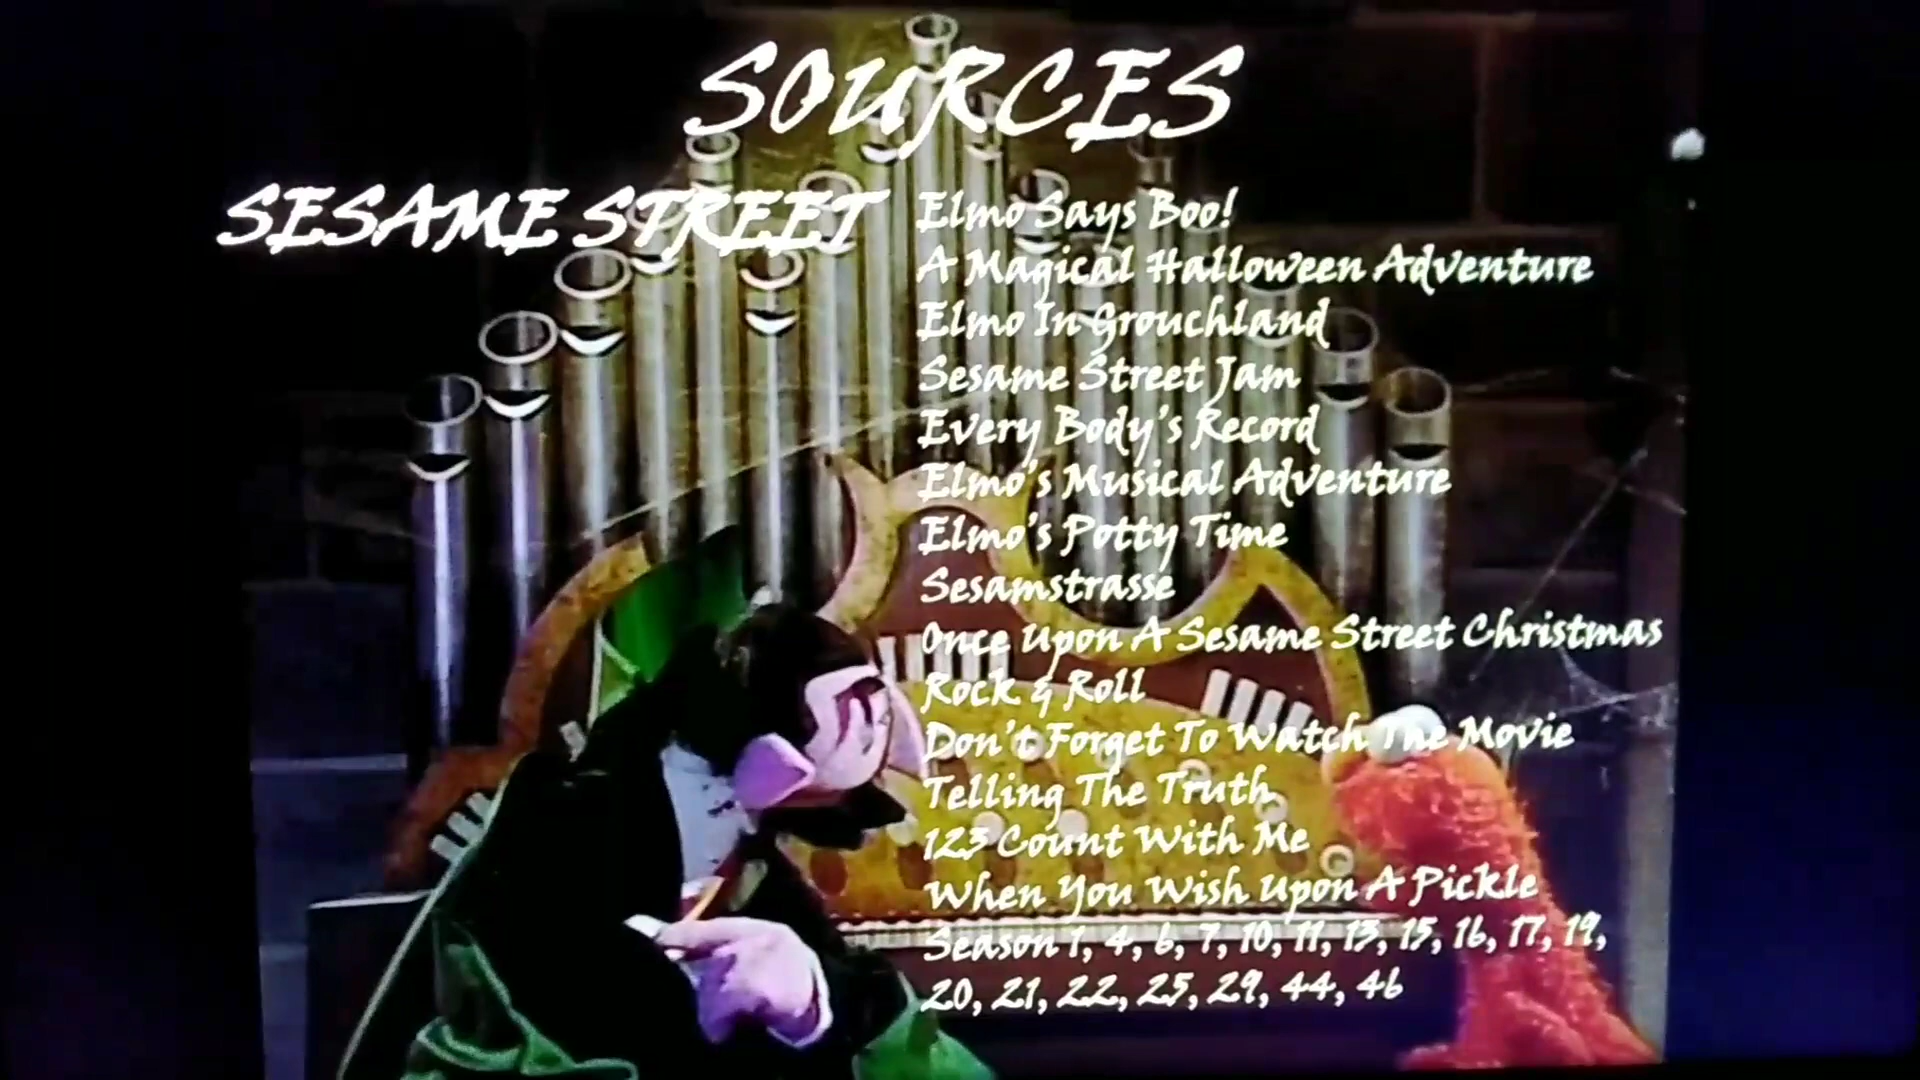 SOURCES
SESAME STREET
Elmo Says Boo!
A Magical Halloween Adventure
Elmo In Grouchland
Sesame Street Jam
Every Body's Record
Elmo's Musical Adventure
Elmo's Potty Time
Sesamstrasse
Once Upon A Sesame Street Christmas
Rock & Roll
Don't Forget To Watch The Movie
Telling The Truth
123 Count With Me
When You Wish Upon A Pickle
Season 1, 4, 6, 7, 10, 11, 13, 15, 16, 17, 19,
20, 21, 22, 25, 29, 44, 46